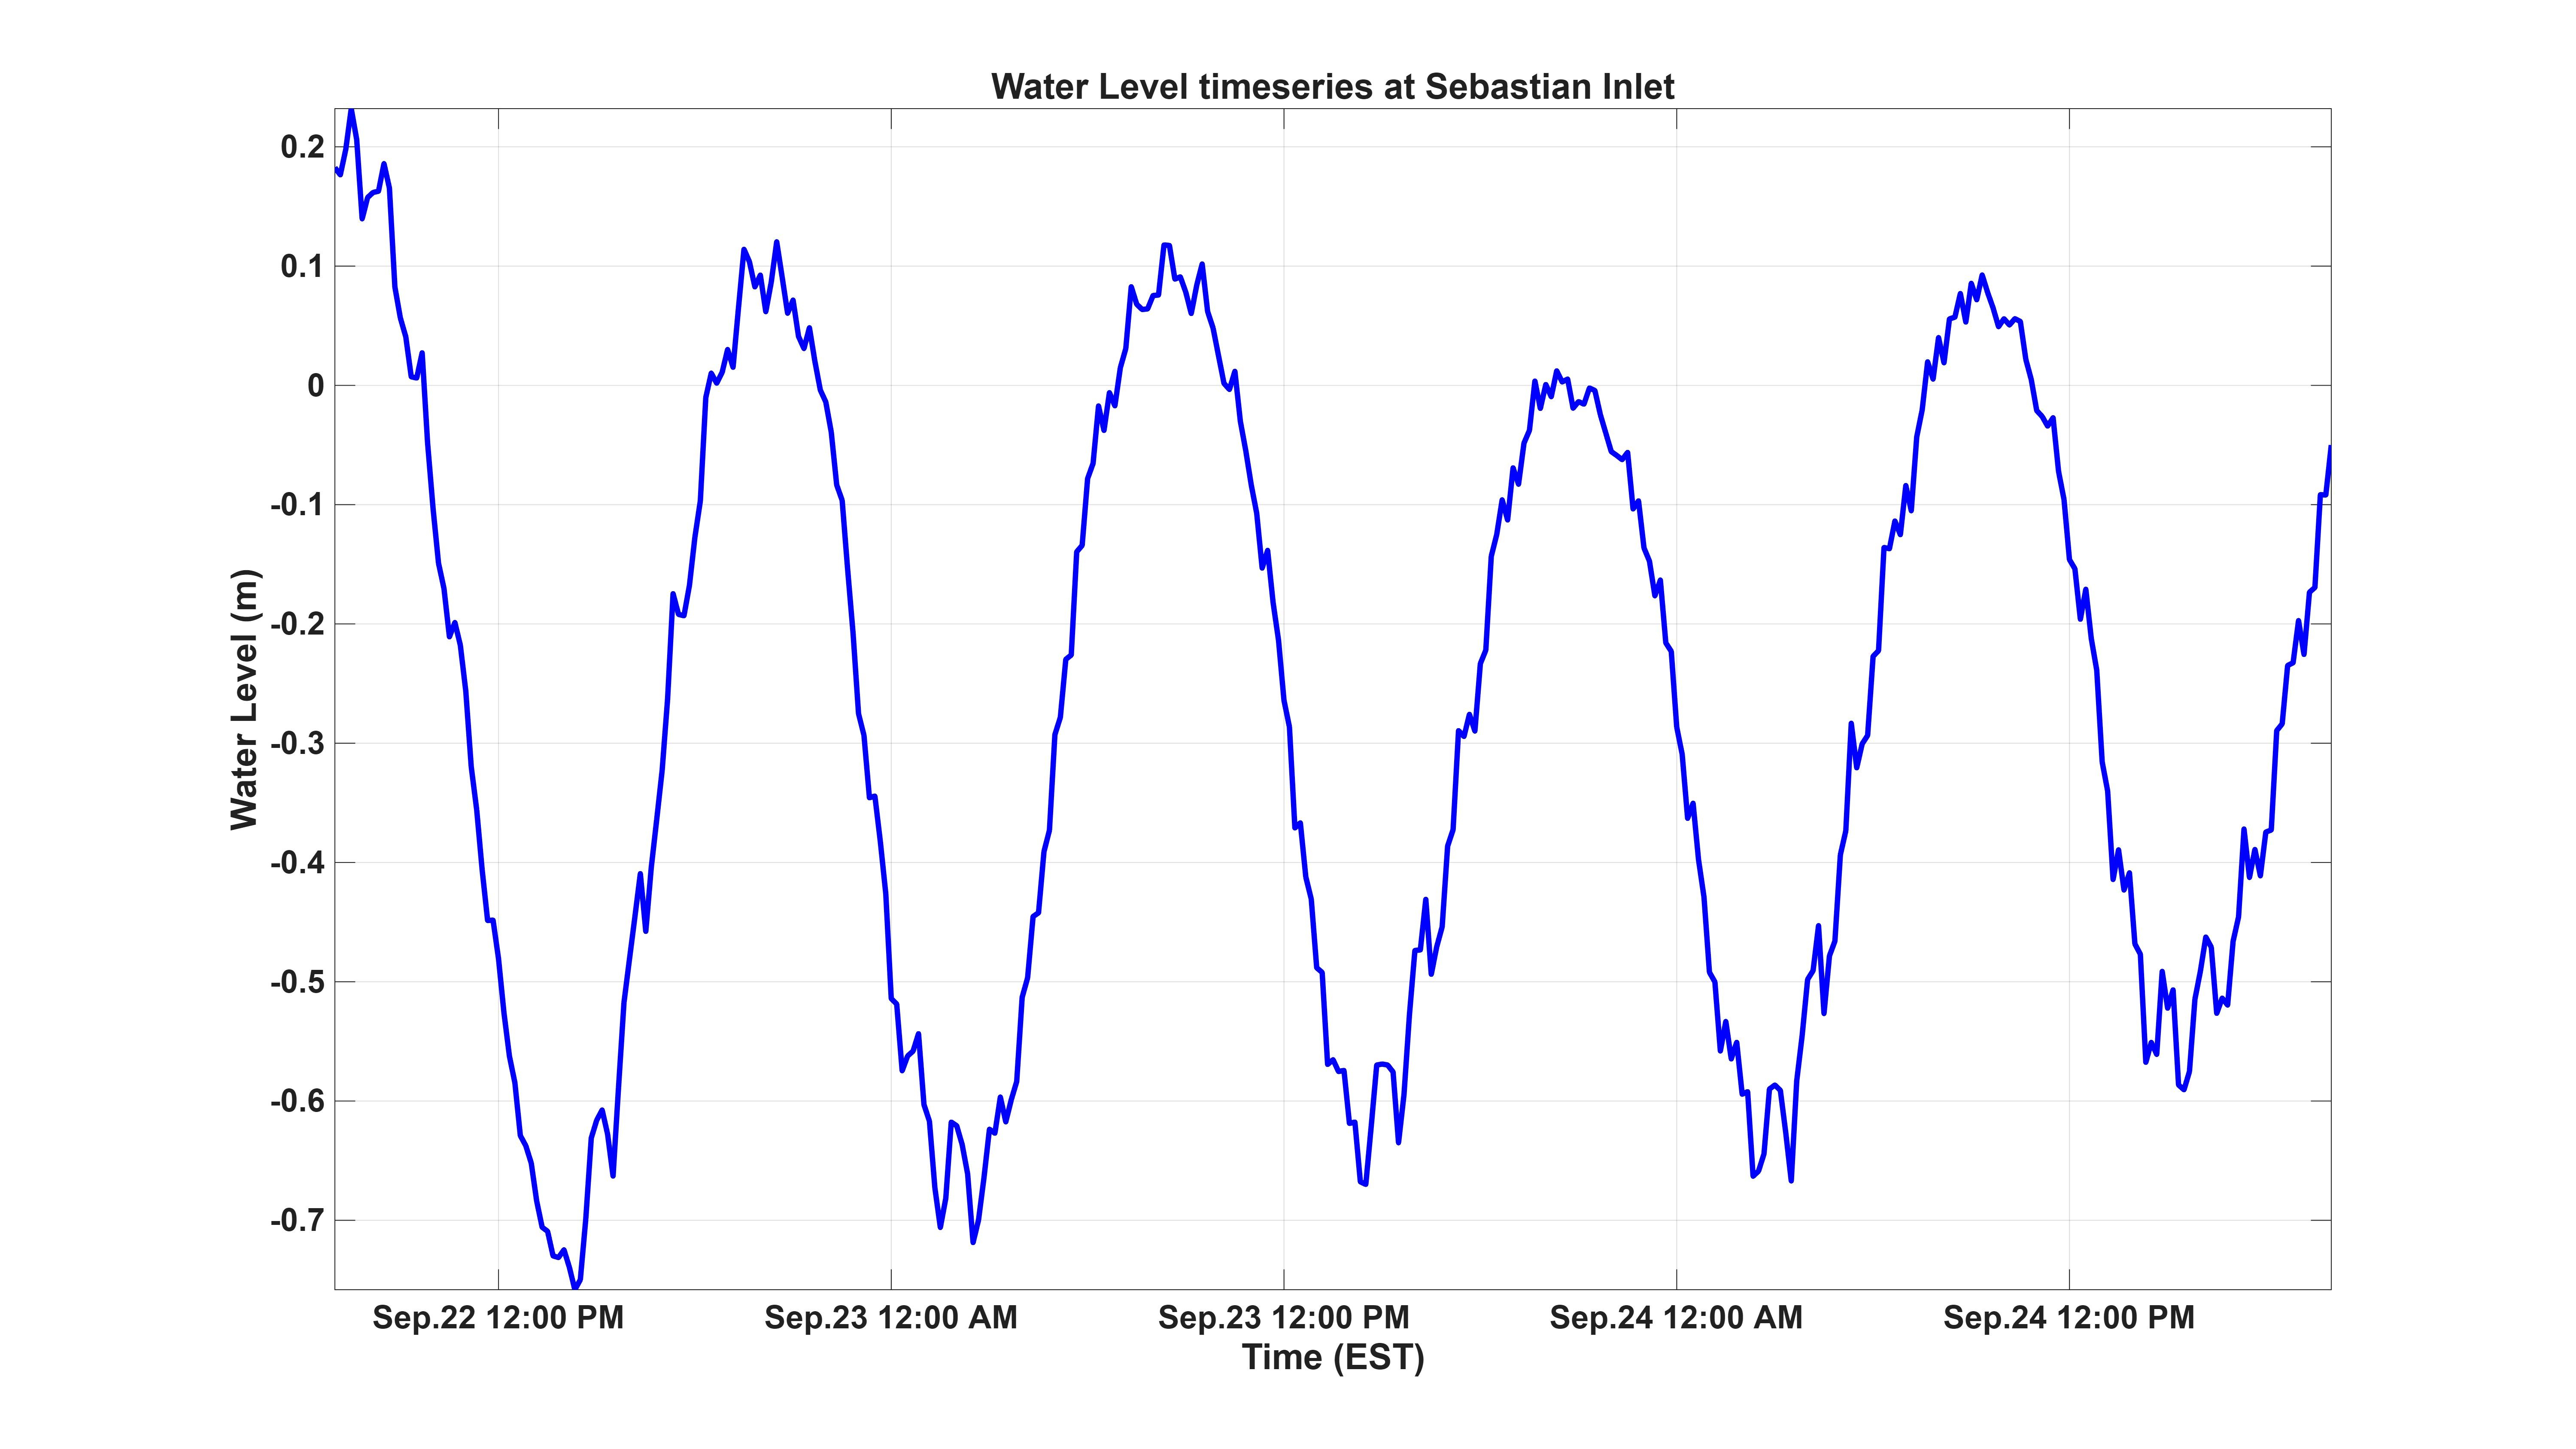 Water Level timeseries at Sebastian Inlet
0.2
0.1
0
-0.1
-0.2
-0.3
-0.4
-0.5
-0.6
-0.7
Water Level (m)
Sep.22 12:00 PM
Sep.23 12:00 AM
Sep.23 12:00 PM
Sep.24 12:00 AM
Sep.24 12:00 PM
Time (EST)